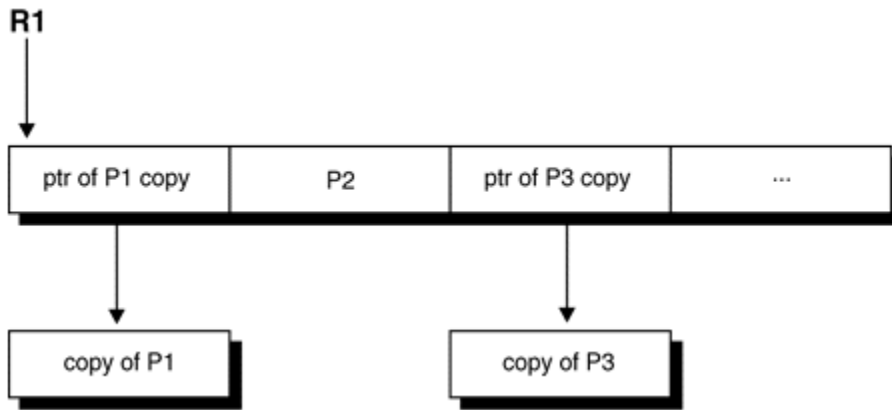 R1
ptr of P1 copy
P2
ptr of P3 copy
...
copy of P1
copy of P3